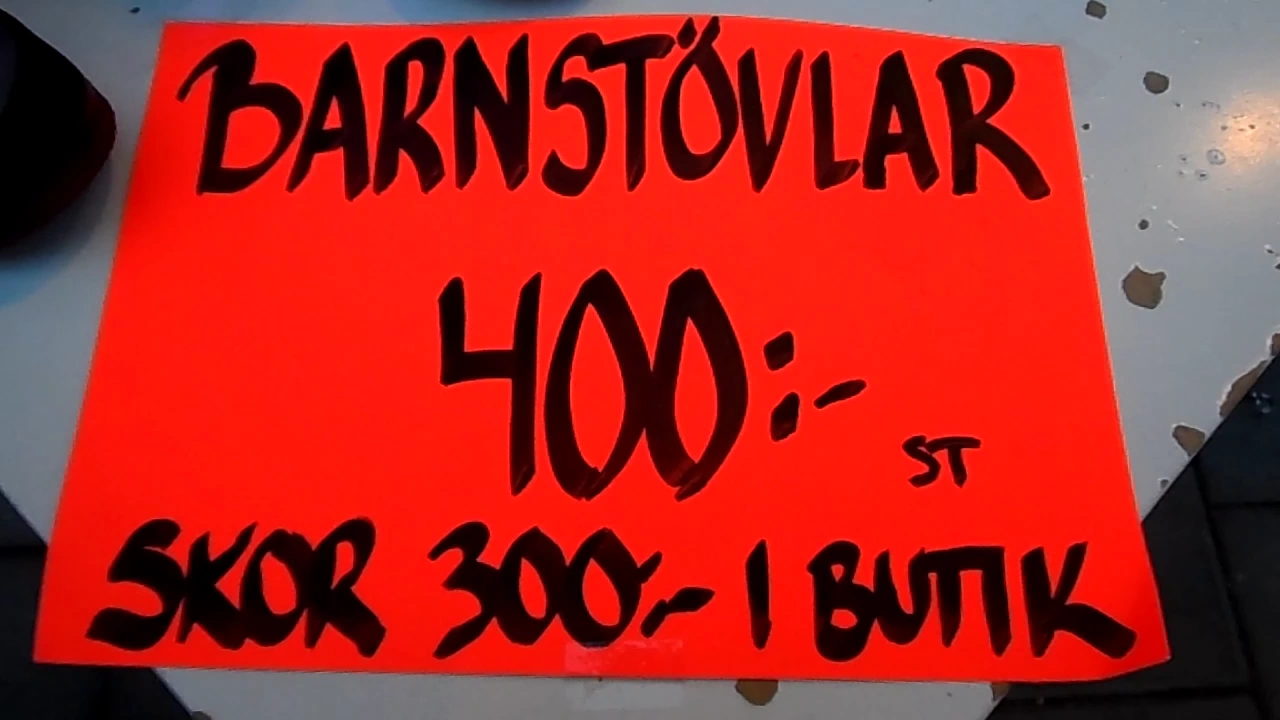 BARNSTÖVLAR
400:-
ST
SKOR 300:- I BUTIK